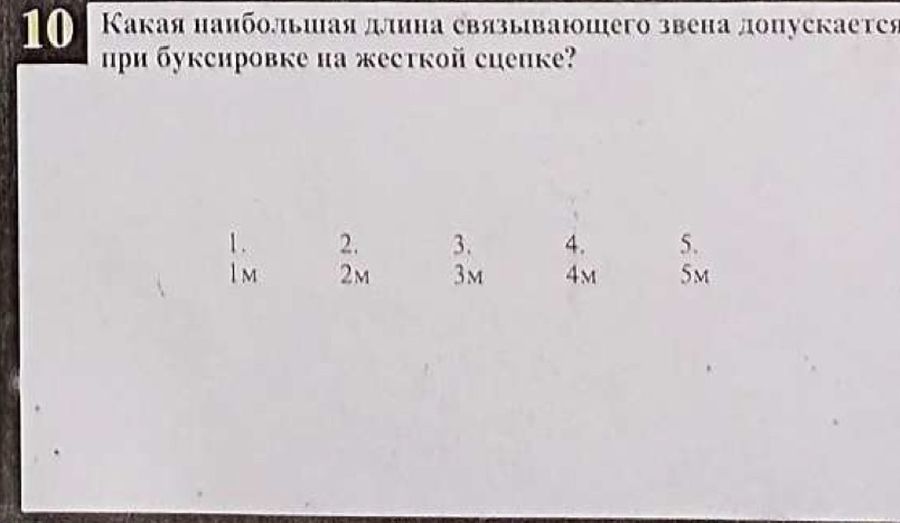 10 Какая наибольшая длина связывающего звена допускается
при буксировке на жесткой сцепке?
1. 2. 3. 4. 5.
1м 2м 3м 4м 5м